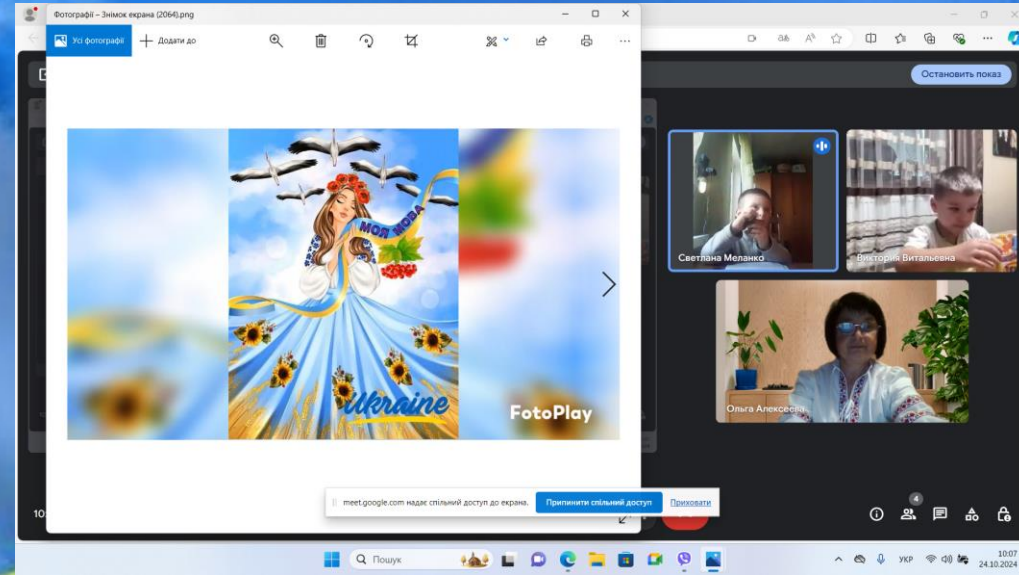 Фотографії – Знімок екрана (2064).png
Усі фотографії
Додати до
Остановить показ
МОЯ МОВА
Ukraine
FotoPlay
Светлана Меланко
Виктория Витальевна
Ольга Алексеева
meet.google.com надає спільний доступ до екрана.
Припинити спільний доступ
Приховати
4
Пошук
УКР
10:07
24.10.2024